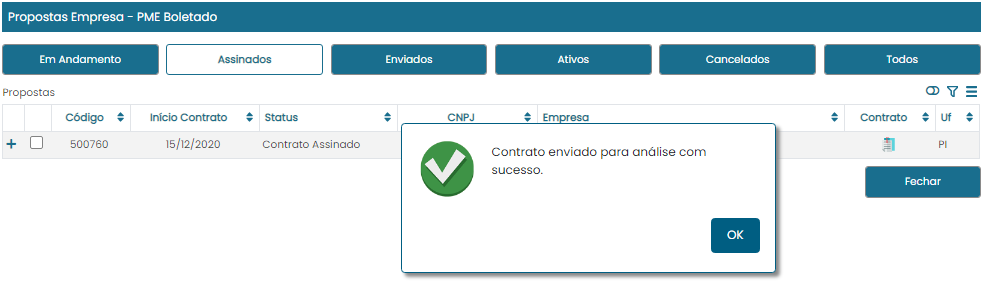 Propostas Empresa - PME Boletado
Em Andamento
Assinados
Enviados
Ativos
Cancelados
Todos
Propostas
Código
Início Contrato
Status
CNPJ
Empresa
Contrato
Uf
500760
15/12/2020
Contrato Assinado
PI
Contrato enviado para análise com
sucesso.
OK
Fechar